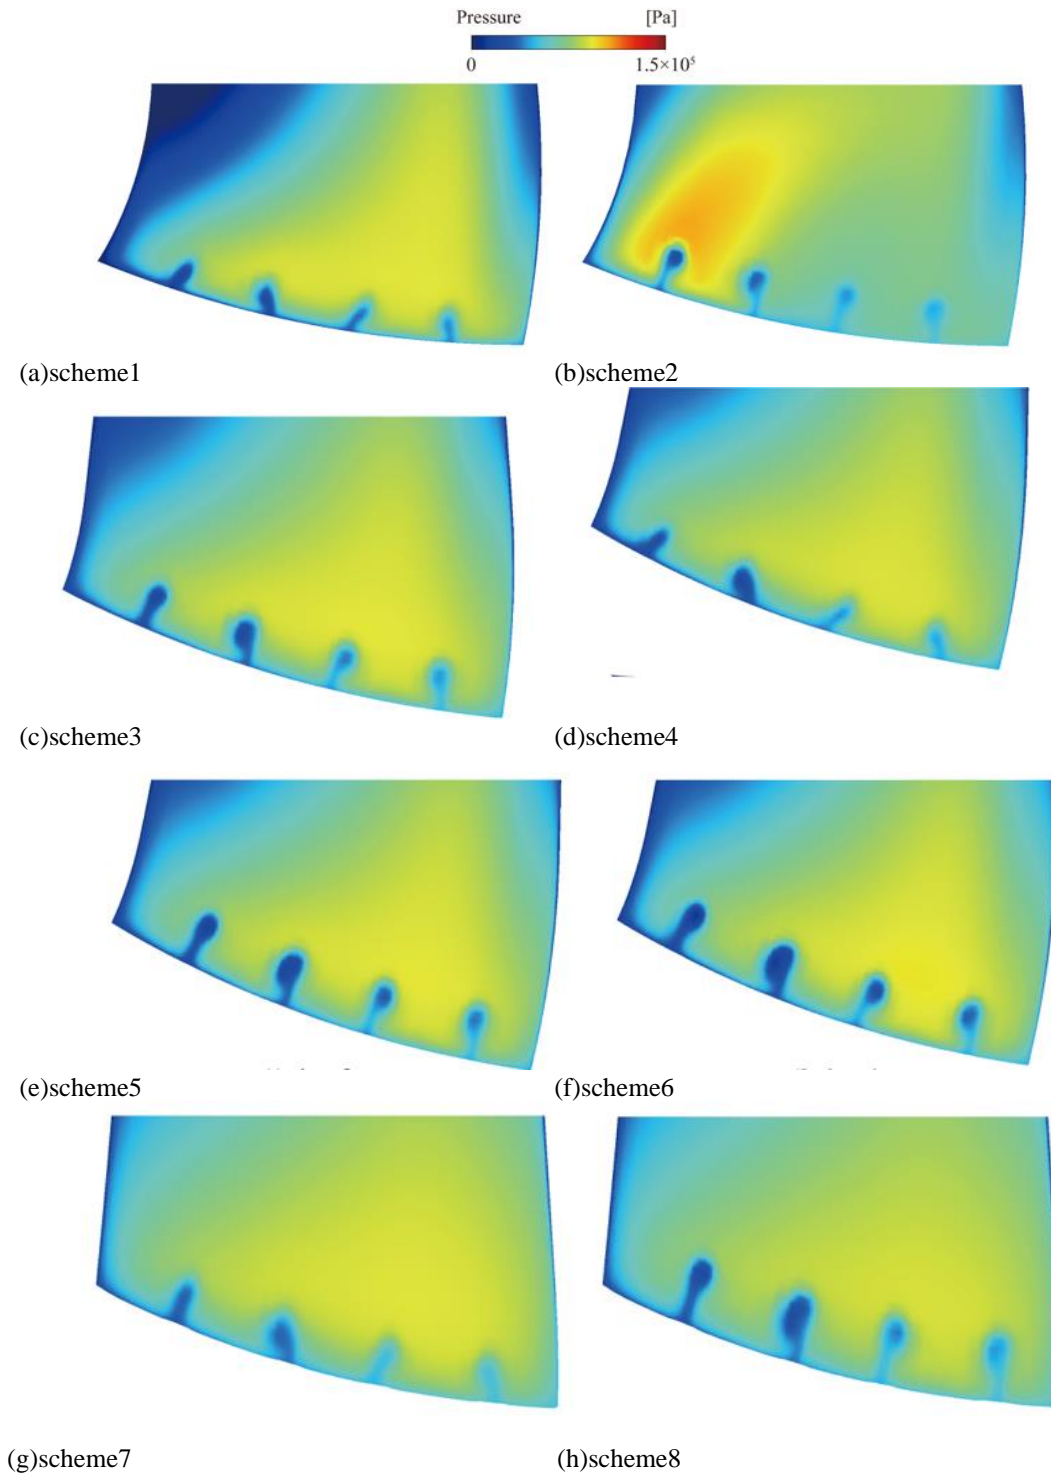 Pressure [Pa]
0 1.5×10⁵
(a)scheme1 (b)scheme2
(c)scheme3 (d)scheme4
(e)scheme5 (f)scheme6
(g)scheme7 (h)scheme8